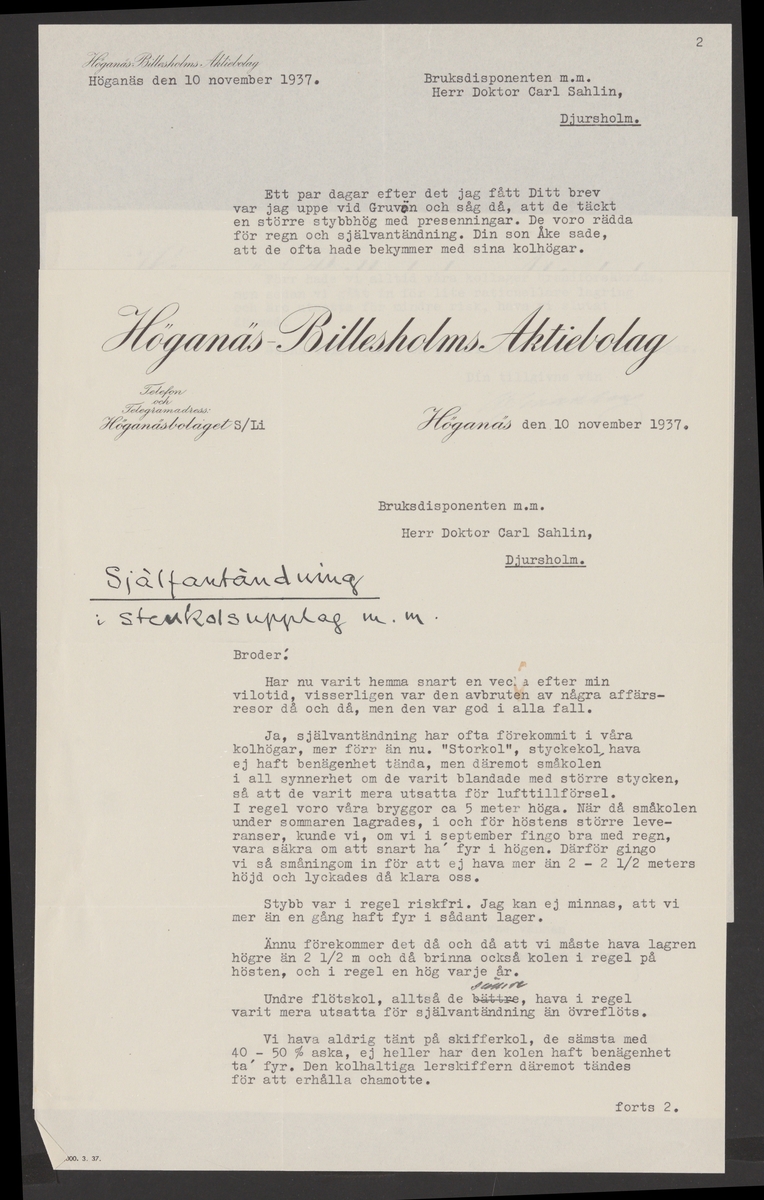 2
Höganäs-Billesholms Aktiebolag
Höganäs den 10 november 1937.
Bruksdisponenten m.m.
Herr Doktor Carl Sahlin,
Djursholm.
Ett par dagar efter det jag fått Ditt brev
var jag uppe vid Gruvön och såg då, att de täckt
en större stybbhög med presenningar. De voro rädda
för regn och självantändning. Din son Åke sade,
att de ofta hade bekymmer med sina kolhögar.
Höganäs-Billesholms Aktiebolag
Telefon
och
Telegramadress:
Höganäsbolaget S/Li
Höganäs den 10 november 1937.
Bruksdisponenten m.m.
Herr Doktor Carl Sahlin,
Djursholm.
Själfantändning
i stenkolsupplag m.m.
Broder!
Har nu varit hemma snart en vecka efter min
vilotid, visserligen var den avbruten av några affärs-
resor då och då, men den var god i alla fall.
Ja, självantändning har ofta förekommit i våra
kolhögar, mer förr än nu. "Storkol", styckekol, hava
ej haft benägenhet tända, men däremot småkolen
i all synnerhet om de varit blandade med större stycken,
så att de varit mera utsatta för lufttillförsel.
I regel voro våra bryggor ca 5 meter höga. När då småkolen
under sommaren lagrades, i och för höstens större leve-
ranser, kunde vi, om vi i september fingo bra med regn,
vara säkra om att snart ha´ fyr i högen. Därför gingo
vi så småningom in för att ej hava mer än 2 - 2 1/2 meters
höjd och lyckades då klara oss.
Stybb var i regel riskfri. Jag kan ej minnas, att vi
mer än en gång haft fyr i sådant lager.
Ännu förekommer det då och då att vi måste hava lagren
högre än 2 1/2 m och då brinna också kolen i regel på
hösten, och i regel en hög varje år.
sämre
Undre flötskol, alltså de bättre, hava i regel
varit mera utsatta för självantändning än övreflöts.
Vi hava aldrig tänt på skifferkol, de sämsta med
40 - 50 % aska, ej heller har den kolen haft benägenhet
ta´ fyr. Den kolhaltiga lerskiffern däremot tändes
för att erhålla chamotte.
forts 2.
000. 3. 37.